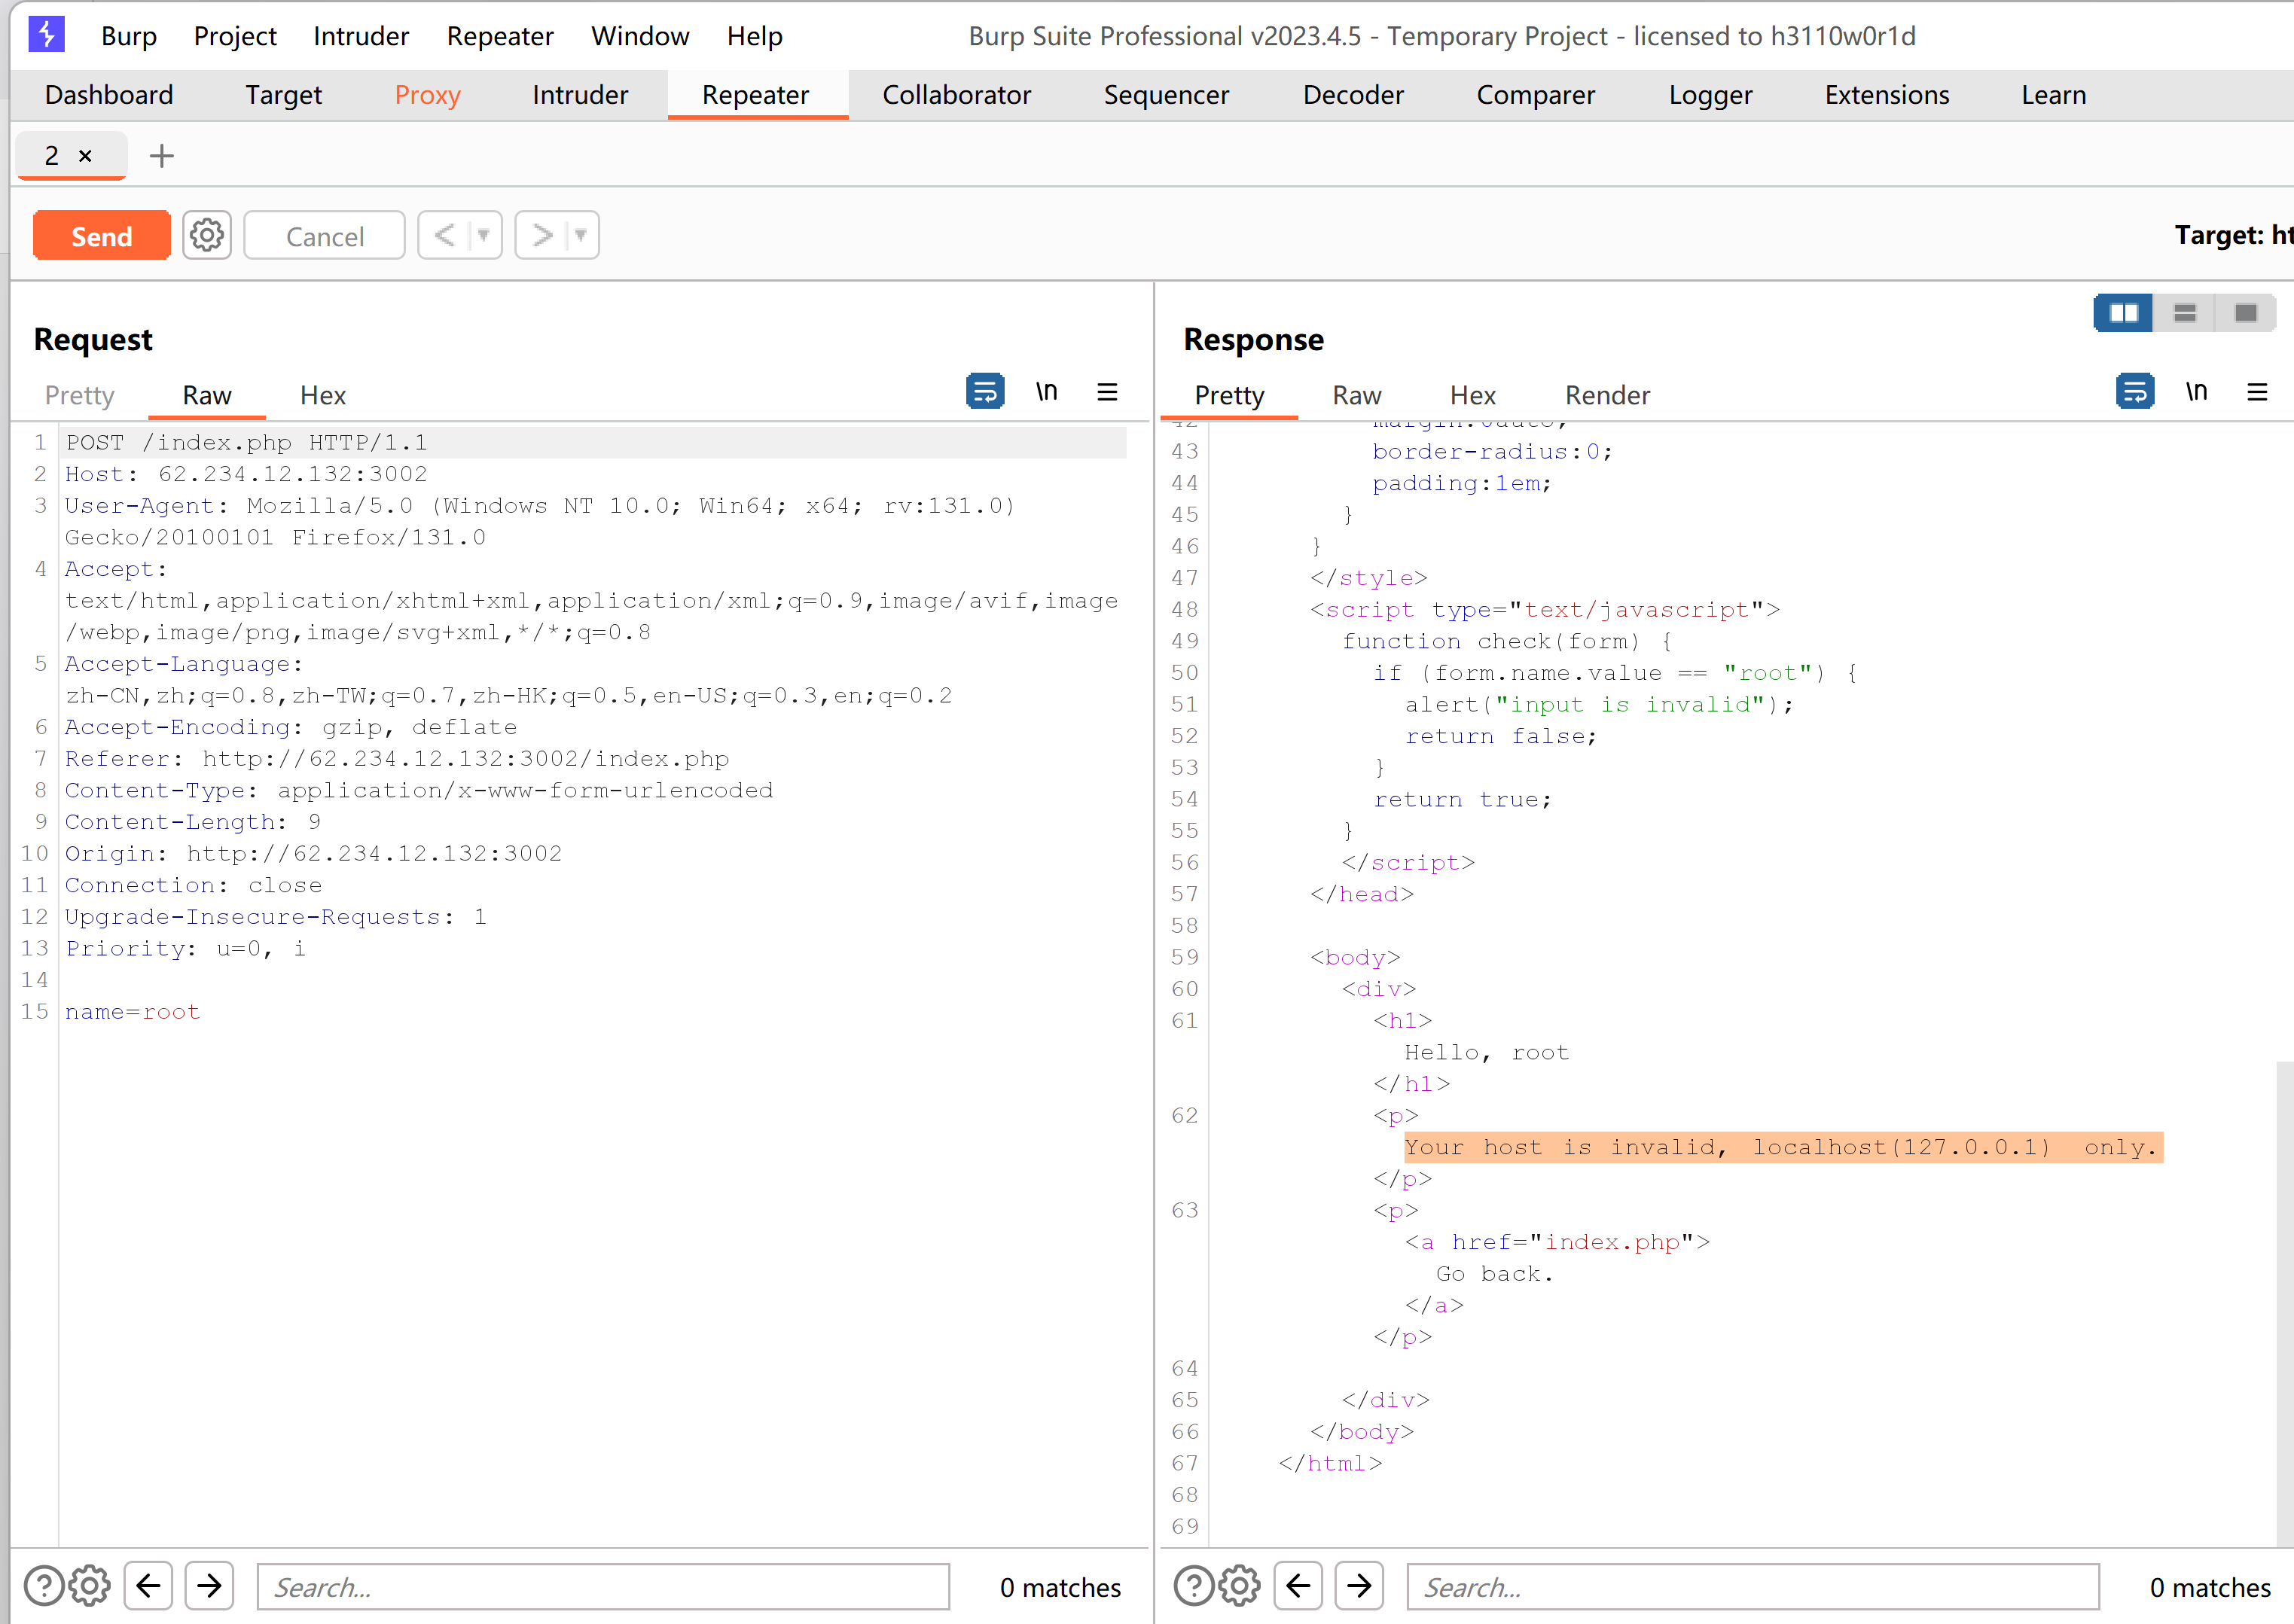 Burp Project Intruder Repeater Window Help Burp Suite Professional v2023.4.5 - Temporary Project - licensed to h3110w0r1d
Dashboard Target Proxy Intruder Repeater Collaborator Sequencer Decoder Comparer Logger Extensions Learn
2 × +
Send Cancel < > Target: ht
Request
Pretty Raw Hex \n
1 POST /index.php HTTP/1.1
2 Host: 62.234.12.132:3002
3 User-Agent: Mozilla/5.0 (Windows NT 10.0; Win64; x64; rv:131.0)
Gecko/20100101 Firefox/131.0
4 Accept:
text/html,application/xhtml+xml,application/xml;q=0.9,image/avif,image
/webp,image/png,image/svg+xml,*/*;q=0.8
5 Accept-Language:
zh-CN,zh;q=0.8,zh-TW;q=0.7,zh-HK;q=0.5,en-US;q=0.3,en;q=0.2
6 Accept-Encoding: gzip, deflate
7 Referer: http://62.234.12.132:3002/index.php
8 Content-Type: application/x-www-form-urlencoded
9 Content-Length: 9
10 Origin: http://62.234.12.132:3002
11 Connection: close
12 Upgrade-Insecure-Requests: 1
13 Priority: u=0, i
14
15 name=root
Search... 0 matches
Response
Pretty Raw Hex Render \n
42 margin:0auto;
43 border-radius:0;
44 padding:1em;
45 }
46 }
47 </style>
48 <script type="text/javascript">
49 function check(form) {
50 if (form.name.value == "root") {
51 alert("input is invalid");
52 return false;
53 }
54 return true;
55 }
56 </script>
57 </head>
58
59 <body>
60 <div>
61 <h1>
Hello, root
</h1>
62 <p>
Your host is invalid, localhost(127.0.0.1) only.
</p>
63 <p>
<a href="index.php">
Go back.
</a>
</p>
64
65 </div>
66 </body>
67 </html>
68
69
Search... 0 matches